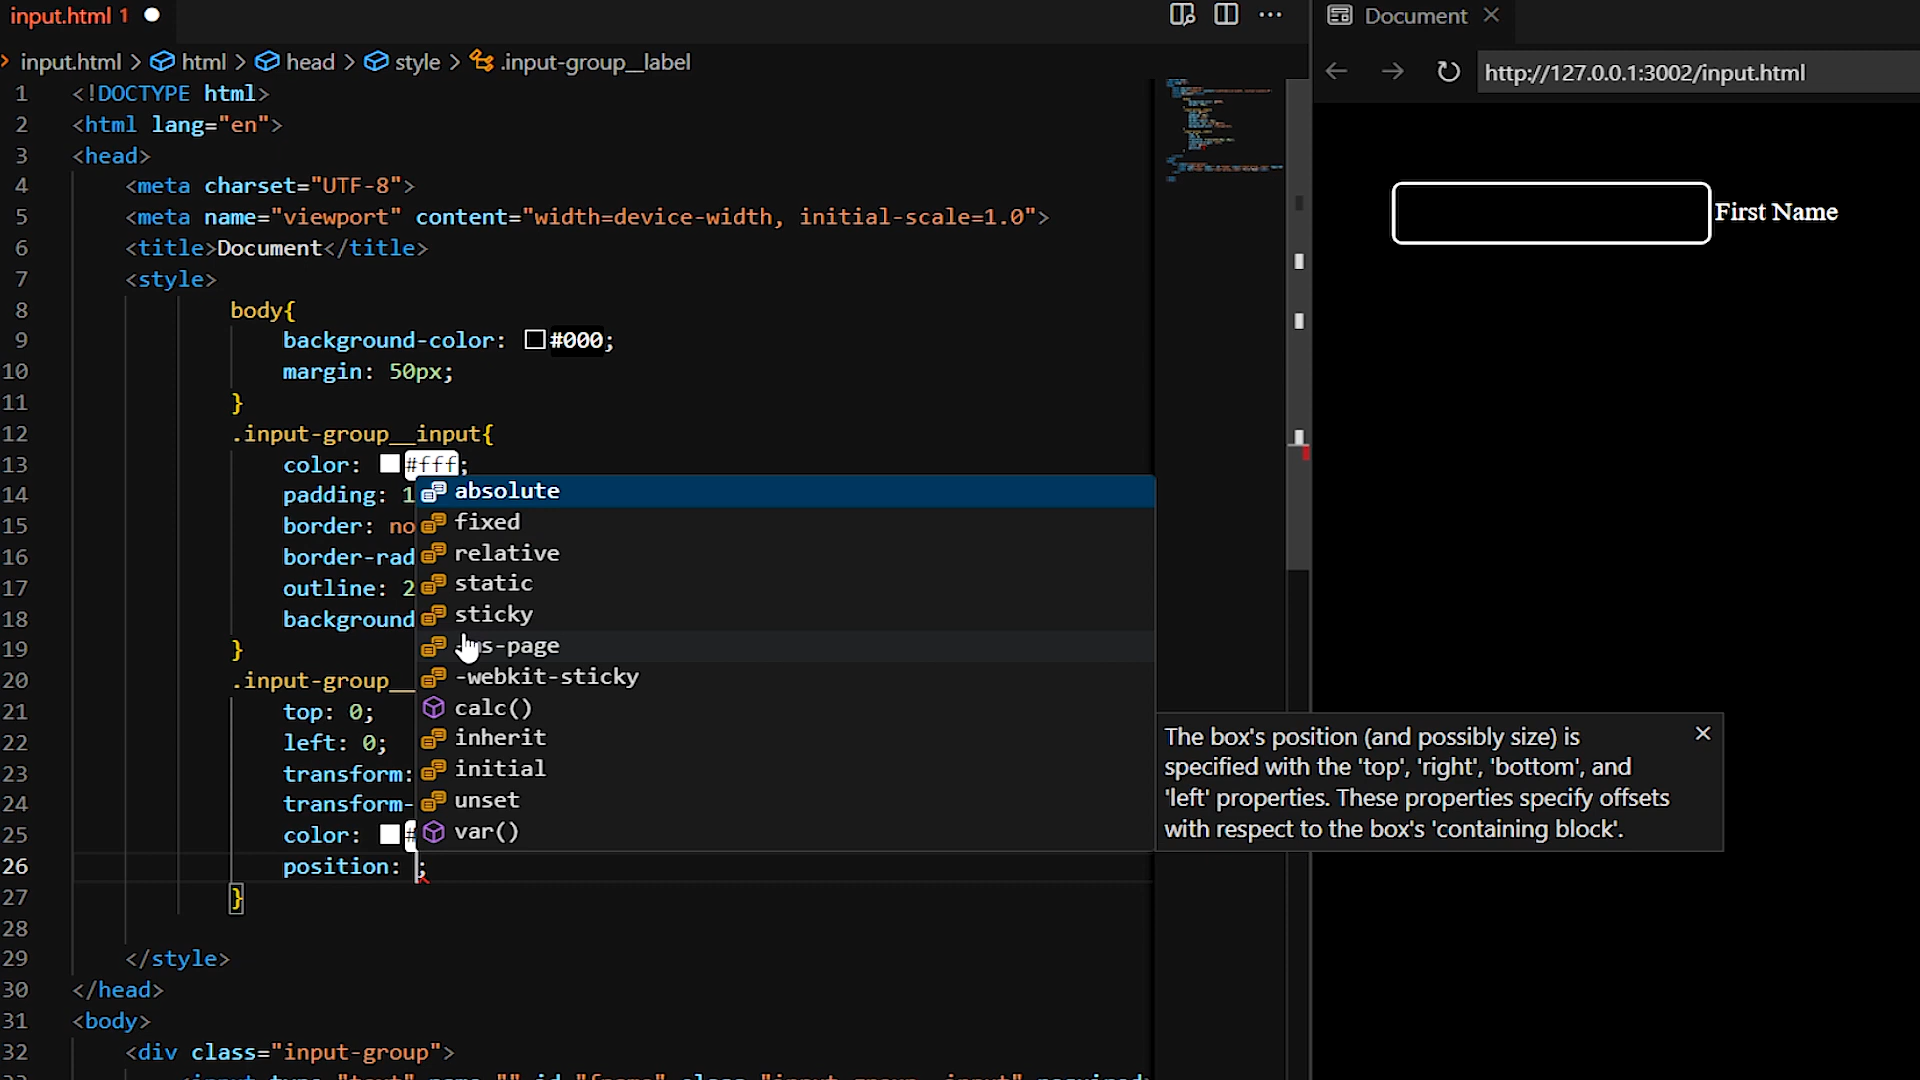 input.html 1
Document
input.html > html > head > style > .input-group__label
http://127.0.0.1:3002/input.html
1 <!DOCTYPE html>
2 <html lang="en">
3 <head>
4 <meta charset="UTF-8">
5 <meta name="viewport" content="width=device-width, initial-scale=1.0">
6 <title>Document</title>
7 <style>
8 body{
9 background-color: #000;
10 margin: 50px;
11 }
12 .input-group__input{
13 color: #fff;
14 padding: 1
15 border: no
16 border-rad
17 outline: 2
18 background
19 }
20 .input-group__
21 top: 0;
22 left: 0;
23 transform:
24 transform-
25 color: #
26 position: ;
27 }
28
29 </style>
30 </head>
31 <body>
32 <div class="input-group">
absolute
fixed
relative
static
sticky
s-page
-webkit-sticky
calc()
inherit
initial
unset
var()
The box's position (and possibly size) is
specified with the 'top', 'right', 'bottom', and
'left' properties. These properties specify offsets
with respect to the box's 'containing block'.
First Name